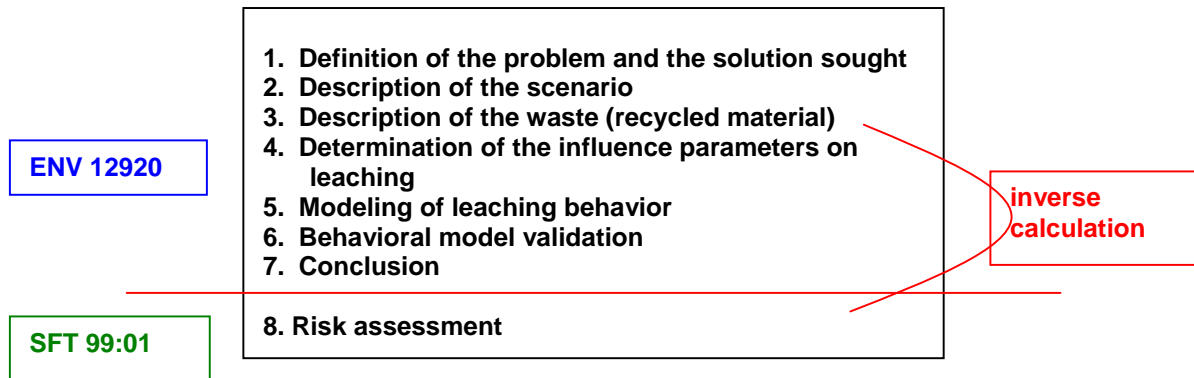 1. Definition of the problem and the solution sought
2. Description of the scenario
3. Description of the waste (recycled material)
4. Determination of the influence parameters on
leaching
5. Modeling of leaching behavior
6. Behavioral model validation
7. Conclusion
8. Risk assessment
ENV 12920
SFT 99:01
inverse
calculation